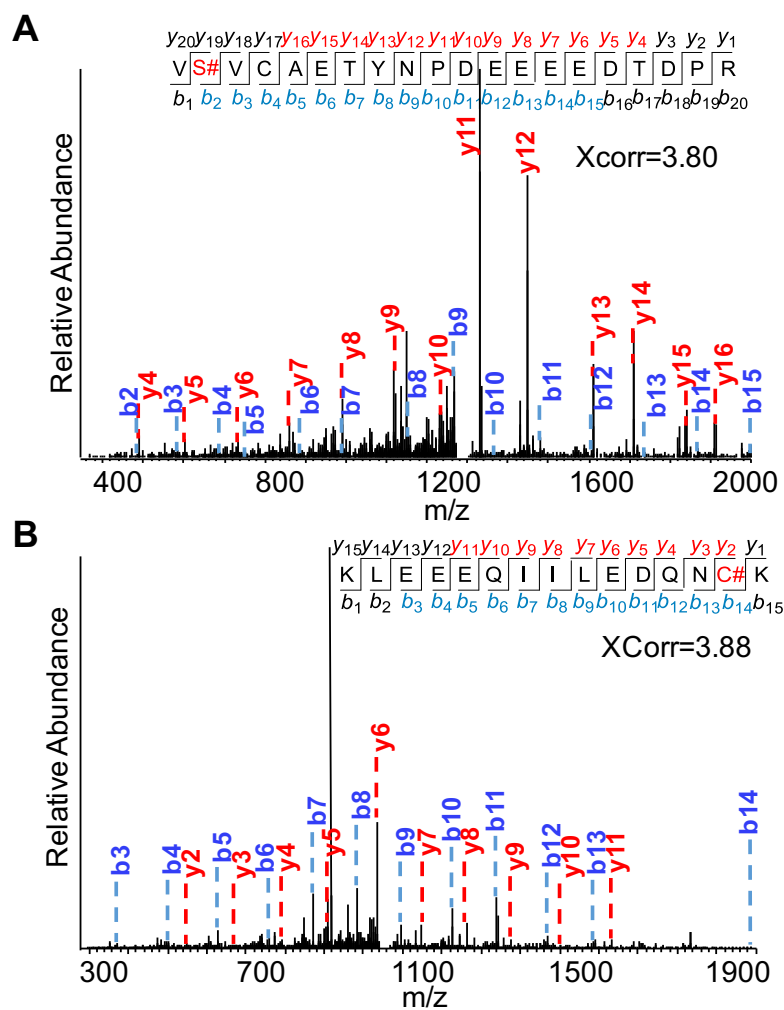 A
y20 y19 y18 y17 y16 y15 y14 y13 y12 y11 y10 y9 y8 y7 y6 y5 y4 y3 y2 y1
V S# V C A E T Y N P D E E E E D T D P R
b1 b2 b3 b4 b5 b6 b7 b8 b9 b10 b11 b12 b13 b14 b15 b16 b17 b18 b19 b20
Xcorr=3.80
Relative Abundance
b2 y4 b3 y5 b4 y6 b5 y7 b6 y8 b7 y9 b8 y10 b9 y11 b10 y12 b11 y13 b12 y14 b13 y15 b14 y16 b15
400 800 1200 1600 2000
m/z
B
y15 y14 y13 y12 y11 y10 y9 y8 y7 y6 y5 y4 y3 y2 y1
K L E E E Q I I L E D Q N C# K
b1 b2 b3 b4 b5 b6 b7 b8 b9 b10 b11 b12 b13 b14 b15
XCorr=3.88
Relative Abundance
b3 b4 y2 b5 y3 b6 y4 b7 y5 b8 y6 b9 y7 b10 y8 b11 y9 b12 y10 b13 y11 b14
300 700 1100 1500 1900
m/z